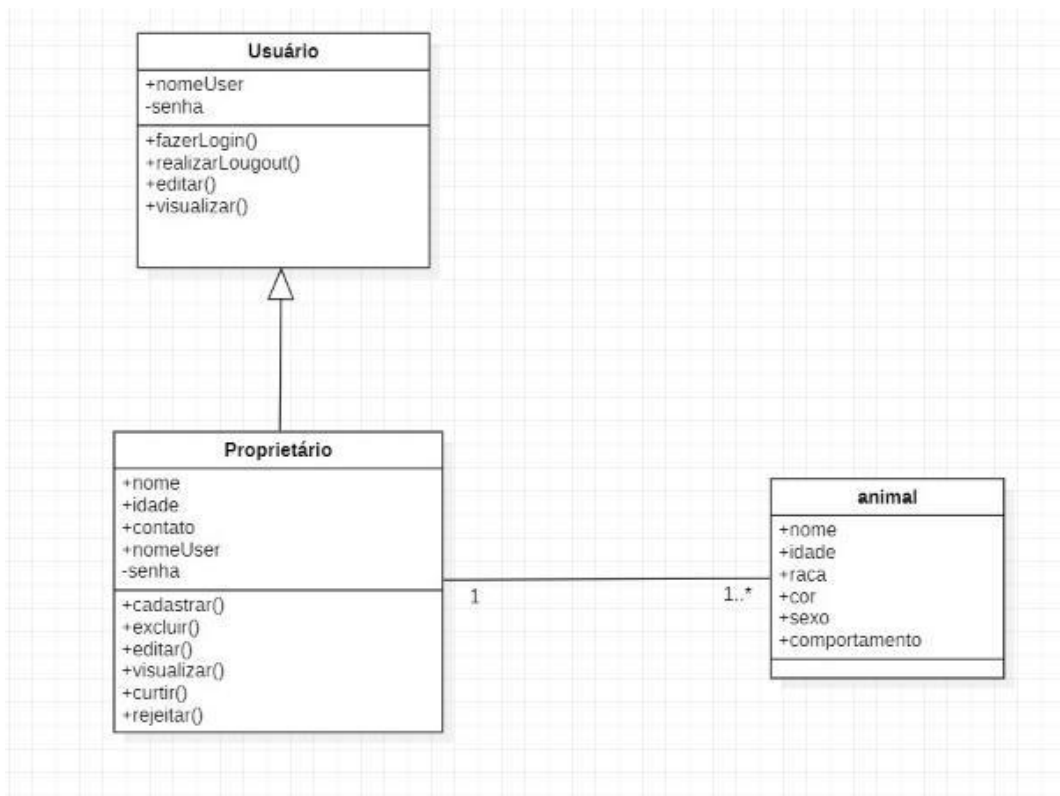 Usuário
+nomeUser
-senha
+fazerLogin()
+realizarLougout()
+editar()
+visualizar()
Proprietário
+nome
+idade
+contato
+nomeUser
-senha
+cadastrar()
+excluir()
+editar()
+visualizar()
+curtir()
+rejeitar()
1
1..*
animal
+nome
+idade
+raca
+cor
+sexo
+comportamento